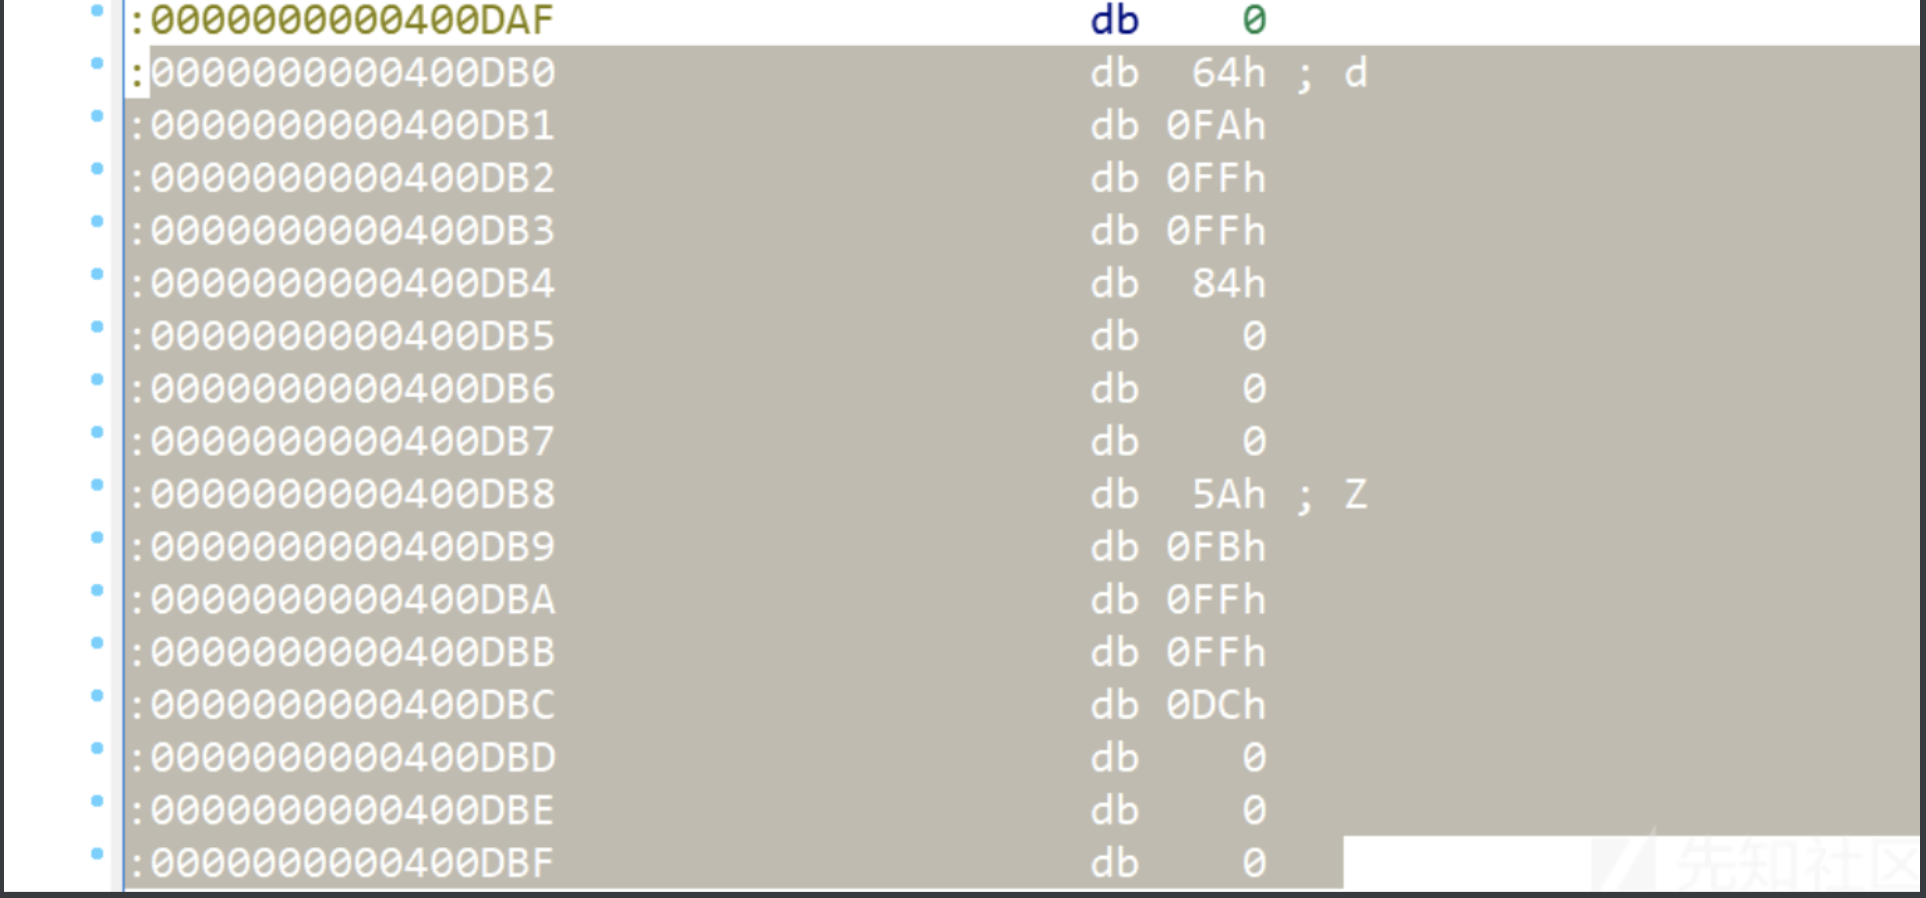 :0000000000400DAF db 0
:0000000000400DB0 db 64h ; d
:0000000000400DB1 db 0FAh
:0000000000400DB2 db 0FFh
:0000000000400DB3 db 0FFh
:0000000000400DB4 db 84h
:0000000000400DB5 db 0
:0000000000400DB6 db 0
:0000000000400DB7 db 0
:0000000000400DB8 db 5Ah ; Z
:0000000000400DB9 db 0FBh
:0000000000400DBA db 0FFh
:0000000000400DBB db 0FFh
:0000000000400DBC db 0DCh
:0000000000400DBD db 0
:0000000000400DBE db 0
:0000000000400DBF db 0
先知社区